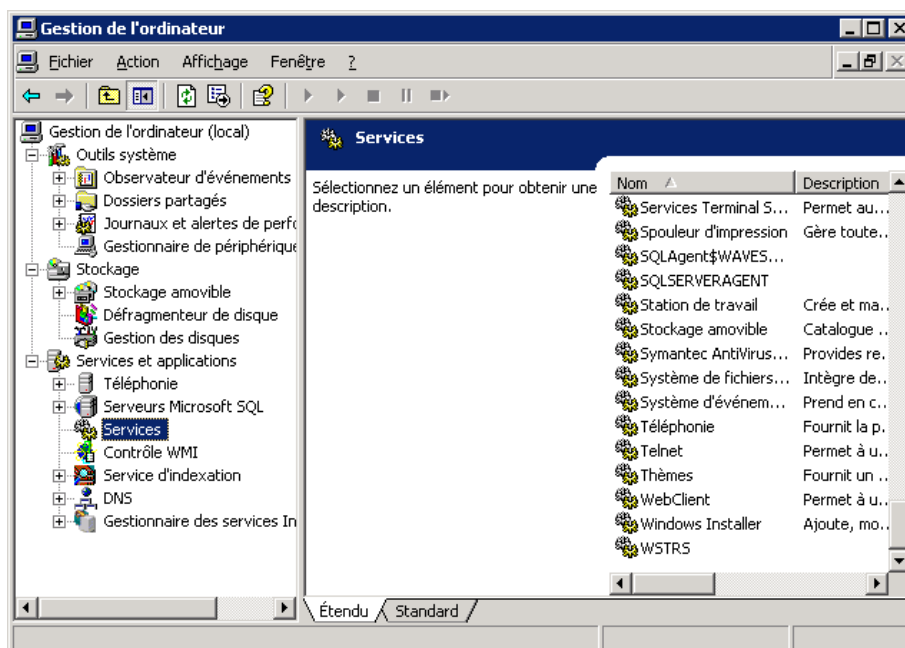 Gestion de l'ordinateur
Fichier Action Affichage Fenêtre ?
Gestion de l'ordinateur (local)
Outils système
Observateur d'événements
Dossiers partagés
Journaux et alertes de perfo
Gestionnaire de périphérique
Stockage
Stockage amovible
Défragmenteur de disque
Gestion des disques
Services et applications
Téléphonie
Serveurs Microsoft SQL
Services
Contrôle WMI
Service d'indexation
DNS
Gestionnaire des services In
Services
Sélectionnez un élément pour obtenir une
description.
Nom Description
Services Terminal S... Permet au...
Spouleur d'impression Gère toute..
SQLAgent$WAVES...
SQLSERVERAGENT
Station de travail Crée et ma..
Stockage amovible Catalogue ..
Symantec AntiVirus... Provides re.
Système de fichiers... Intègre de..
Système d'événem... Prend en c..
Téléphonie Fournit la p.
Telnet Permet à u..
Thèmes Fournit un ..
WebClient Permet à u..
Windows Installer Ajoute, mo..
WSTRS
Étendu Standard